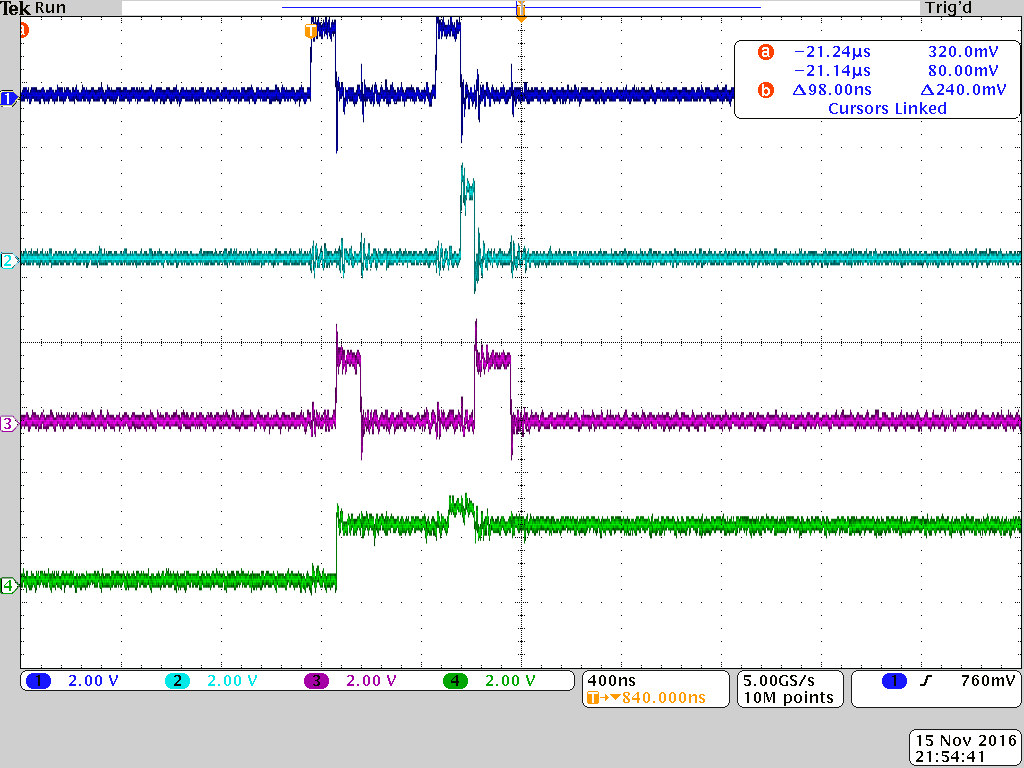 Tek Run Trig'd
a
T T
a −21.24µs 320.0mV
−21.14µs 80.00mV
b Δ98.00ns Δ240.0mV
Cursors Linked
1
2
3
4
1 2.00 V 2 2.00 V 3 2.00 V 4 2.00 V
400ns
T→▼840.000ns
5.00GS/s
10M points
1 ʃ 760mV
15 Nov 2016
21:54:41